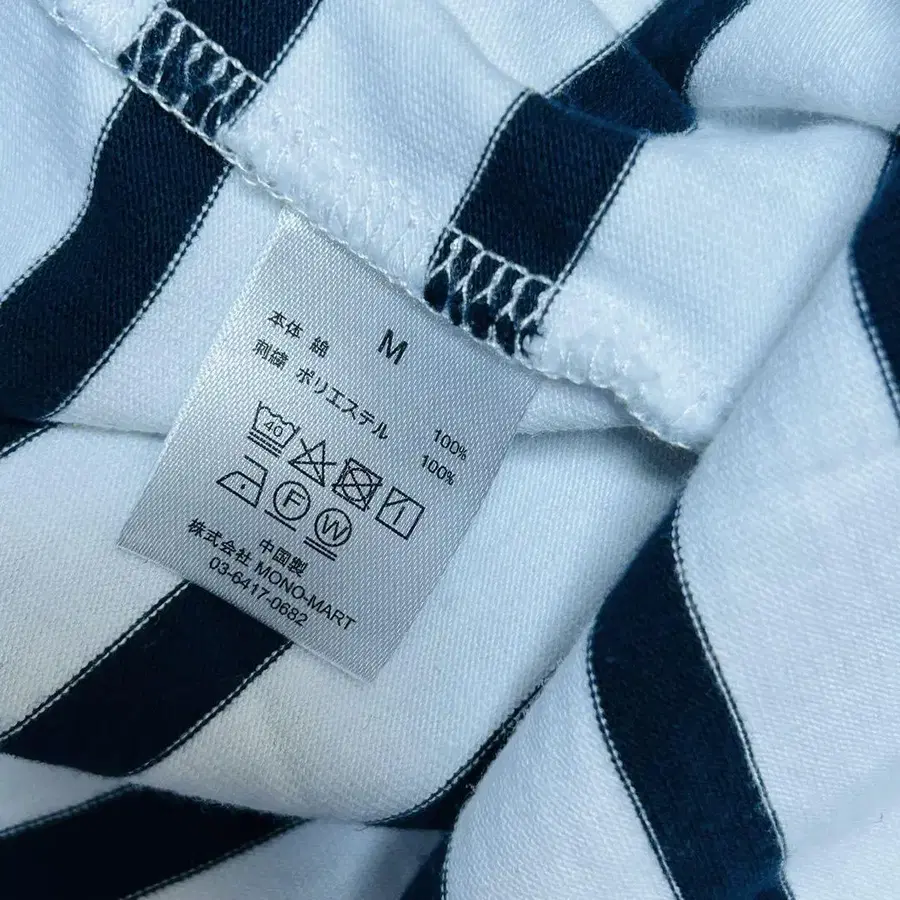 M
本体 綿 100%
刺繍 ポリエステル 100%
40
F W
中国製
株式会社 MONO-MART
03-6417-0682